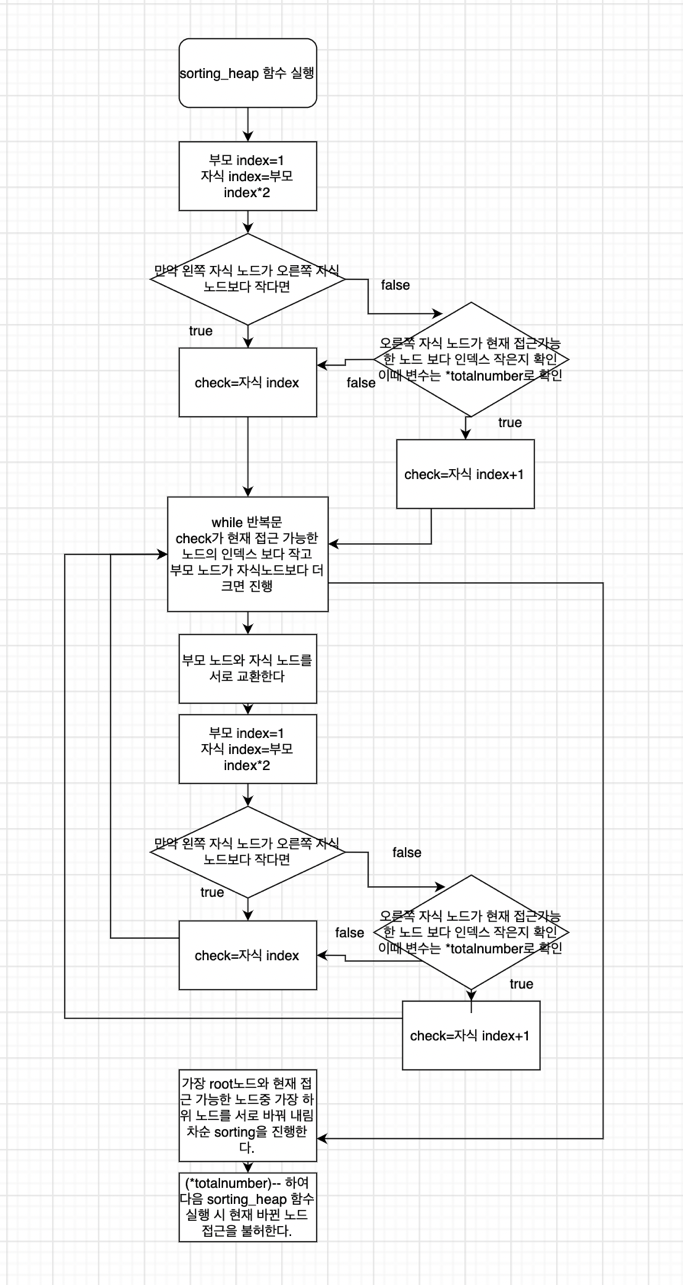 sorting_heap 함수 실행
부모 index=1
자식 index=부모
index*2
만약 왼쪽 자식 노드가 오른쪽 자식
노드보다 작다면
false
true
오른쪽 자식 노드가 현재 접근가능
한 노드 보다 인덱스 작은지 확인
이때 변수는 *totalnumber로 확인
false
check=자식 index
true
check=자식 index+1
while 반복문
check가 현재 접근 가능한
노드의 인덱스 보다 작고
부모 노드가 자식노드보다 더
크면 진행
부모 노드와 자식 노드를
서로 교환한다
부모 index=1
자식 index=부모
index*2
만약 왼쪽 자식 노드가 오른쪽 자식
노드보다 작다면
false
true
오른쪽 자식 노드가 현재 접근가능
한 노드 보다 인덱스 작은지 확인
이때 변수는 *totalnumber로 확인
false
check=자식 index
true
check=자식 index+1
가장 root노드와 현재 접
근 가능한 노드중 가장 하
위 노드를 서로 바꿔 내림
차순 sorting을 진행한
다.
(*totalnumber)-- 하여
다음 sorting_heap 함수
실행 시 현재 바뀐 노드
접근을 불허한다.